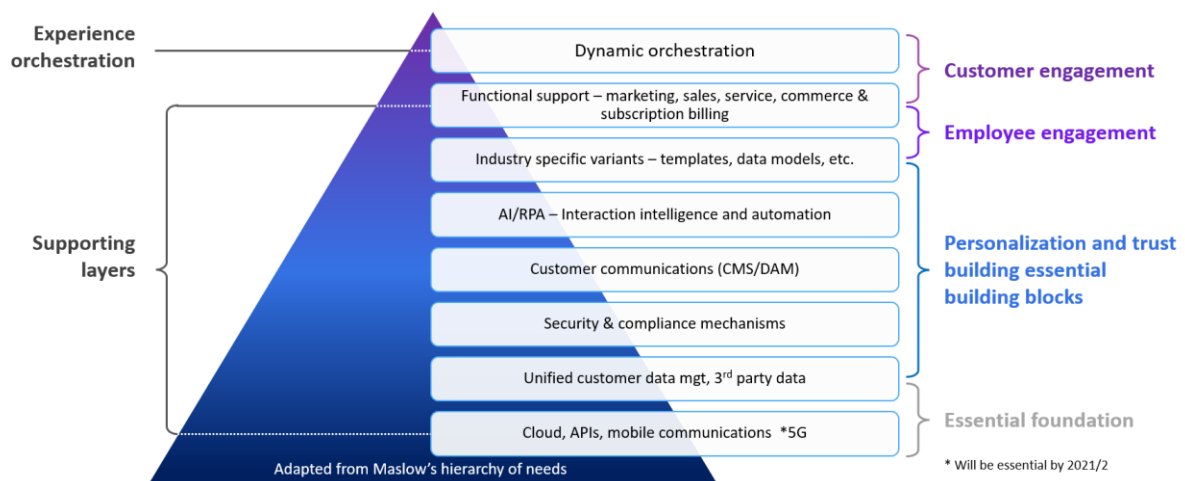 Experience
orchestration
Dynamic orchestration
Customer engagement
Functional support – marketing, sales, service, commerce &
subscription billing
Employee engagement
Industry specific variants – templates, data models, etc.
AI/RPA – Interaction intelligence and automation
Supporting
layers
Personalization and trust
building essential
building blocks
Customer communications (CMS/DAM)
Security & compliance mechanisms
Unified customer data mgt, 3rd party data
Essential foundation
Cloud, APIs, mobile communications *5G
Adapted from Maslow’s hierarchy of needs
* Will be essential by 2021/2